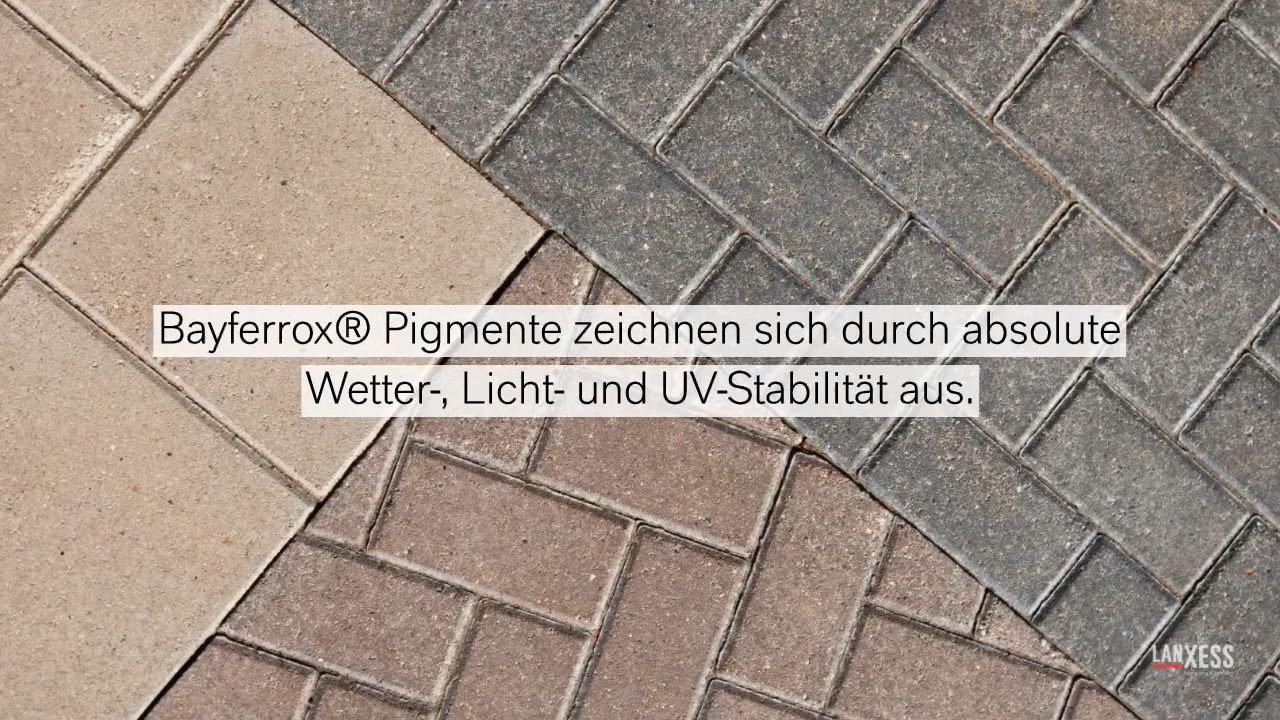 Bayferrox® Pigmente zeichnen sich durch absolute
Wetter-, Licht- und UV-Stabilität aus.
LANXESS